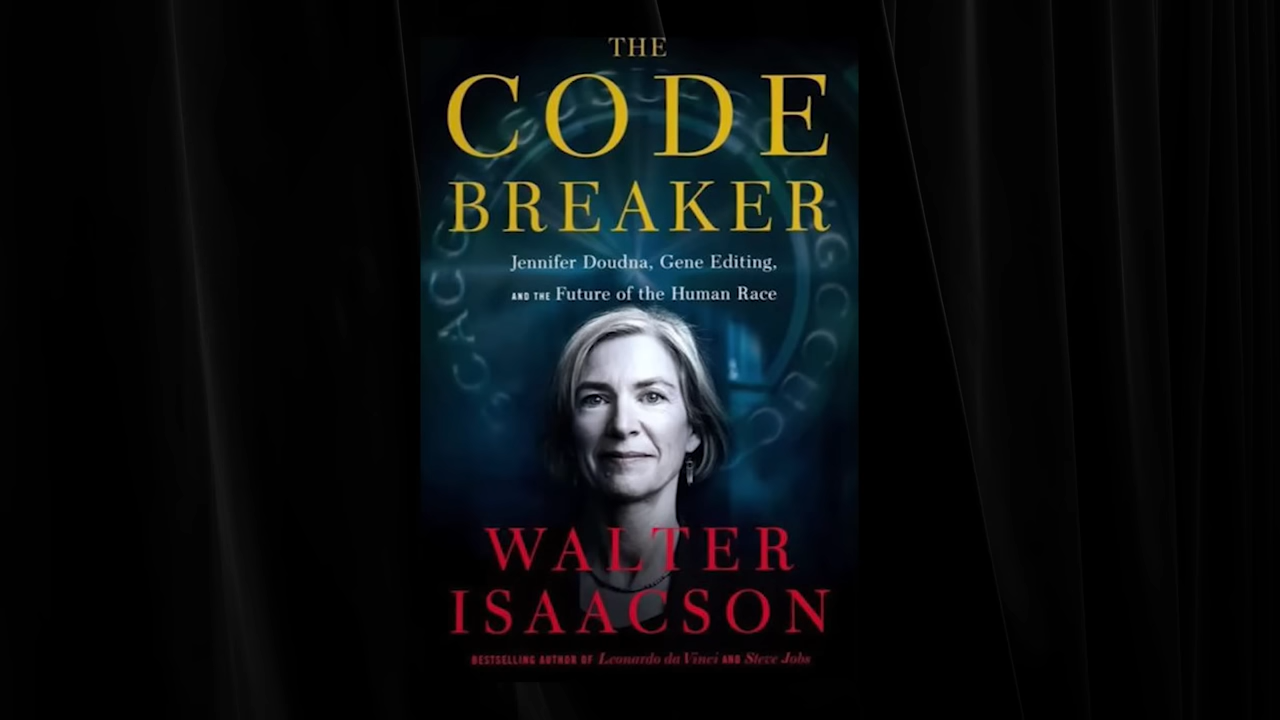 THE
CODE
BREAKER
Jennifer Doudna, Gene Editing,
AND THE Future of the Human Race
WALTER
ISAACSON
BESTSELLING AUTHOR OF Leonardo da Vinci AND Steve Jobs